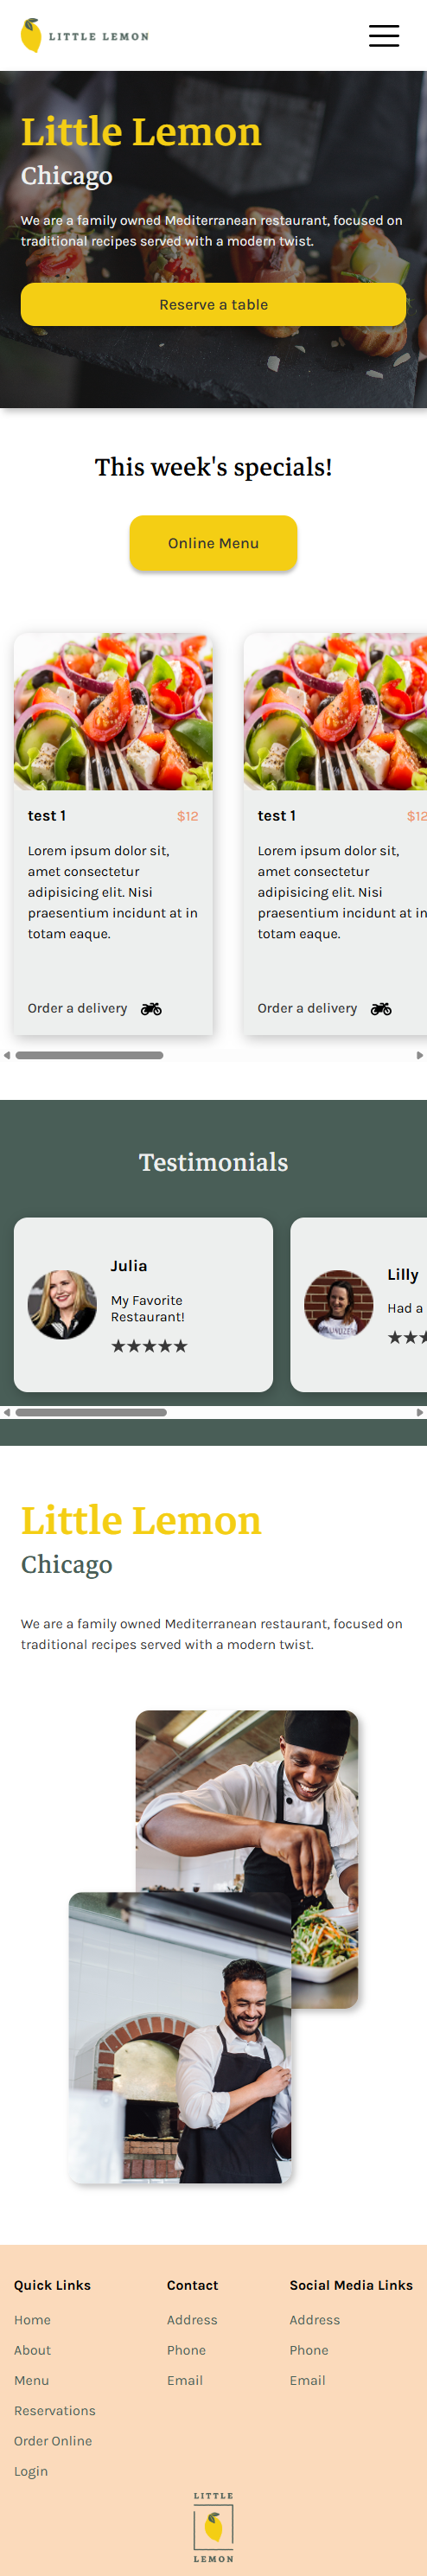 LITTLE LEMON
Little Lemon
Chicago
We are a family owned Mediterranean restaurant, focused on
traditional recipes served with a modern twist.
Reserve a table
This week's specials!
Online Menu
test 1 $12
Lorem ipsum dolor sit,
amet consectetur
adipisicing elit. Nisi
praesentium incidunt at in
totam eaque.
Order a delivery
test 1 $12
Lorem ipsum dolor sit,
amet consectetur
adipisicing elit. Nisi
praesentium incidunt at in
totam eaque.
Order a delivery
Testimonials
Julia
My Favorite
Restaurant!
★★★★★
Lilly
Had a
★★★
Little Lemon
Chicago
We are a family owned Mediterranean restaurant, focused on
traditional recipes served with a modern twist.
Quick Links
Home
About
Menu
Reservations
Order Online
Login
Contact
Address
Phone
Email
Social Media Links
Address
Phone
Email
LITTLE
LEMON